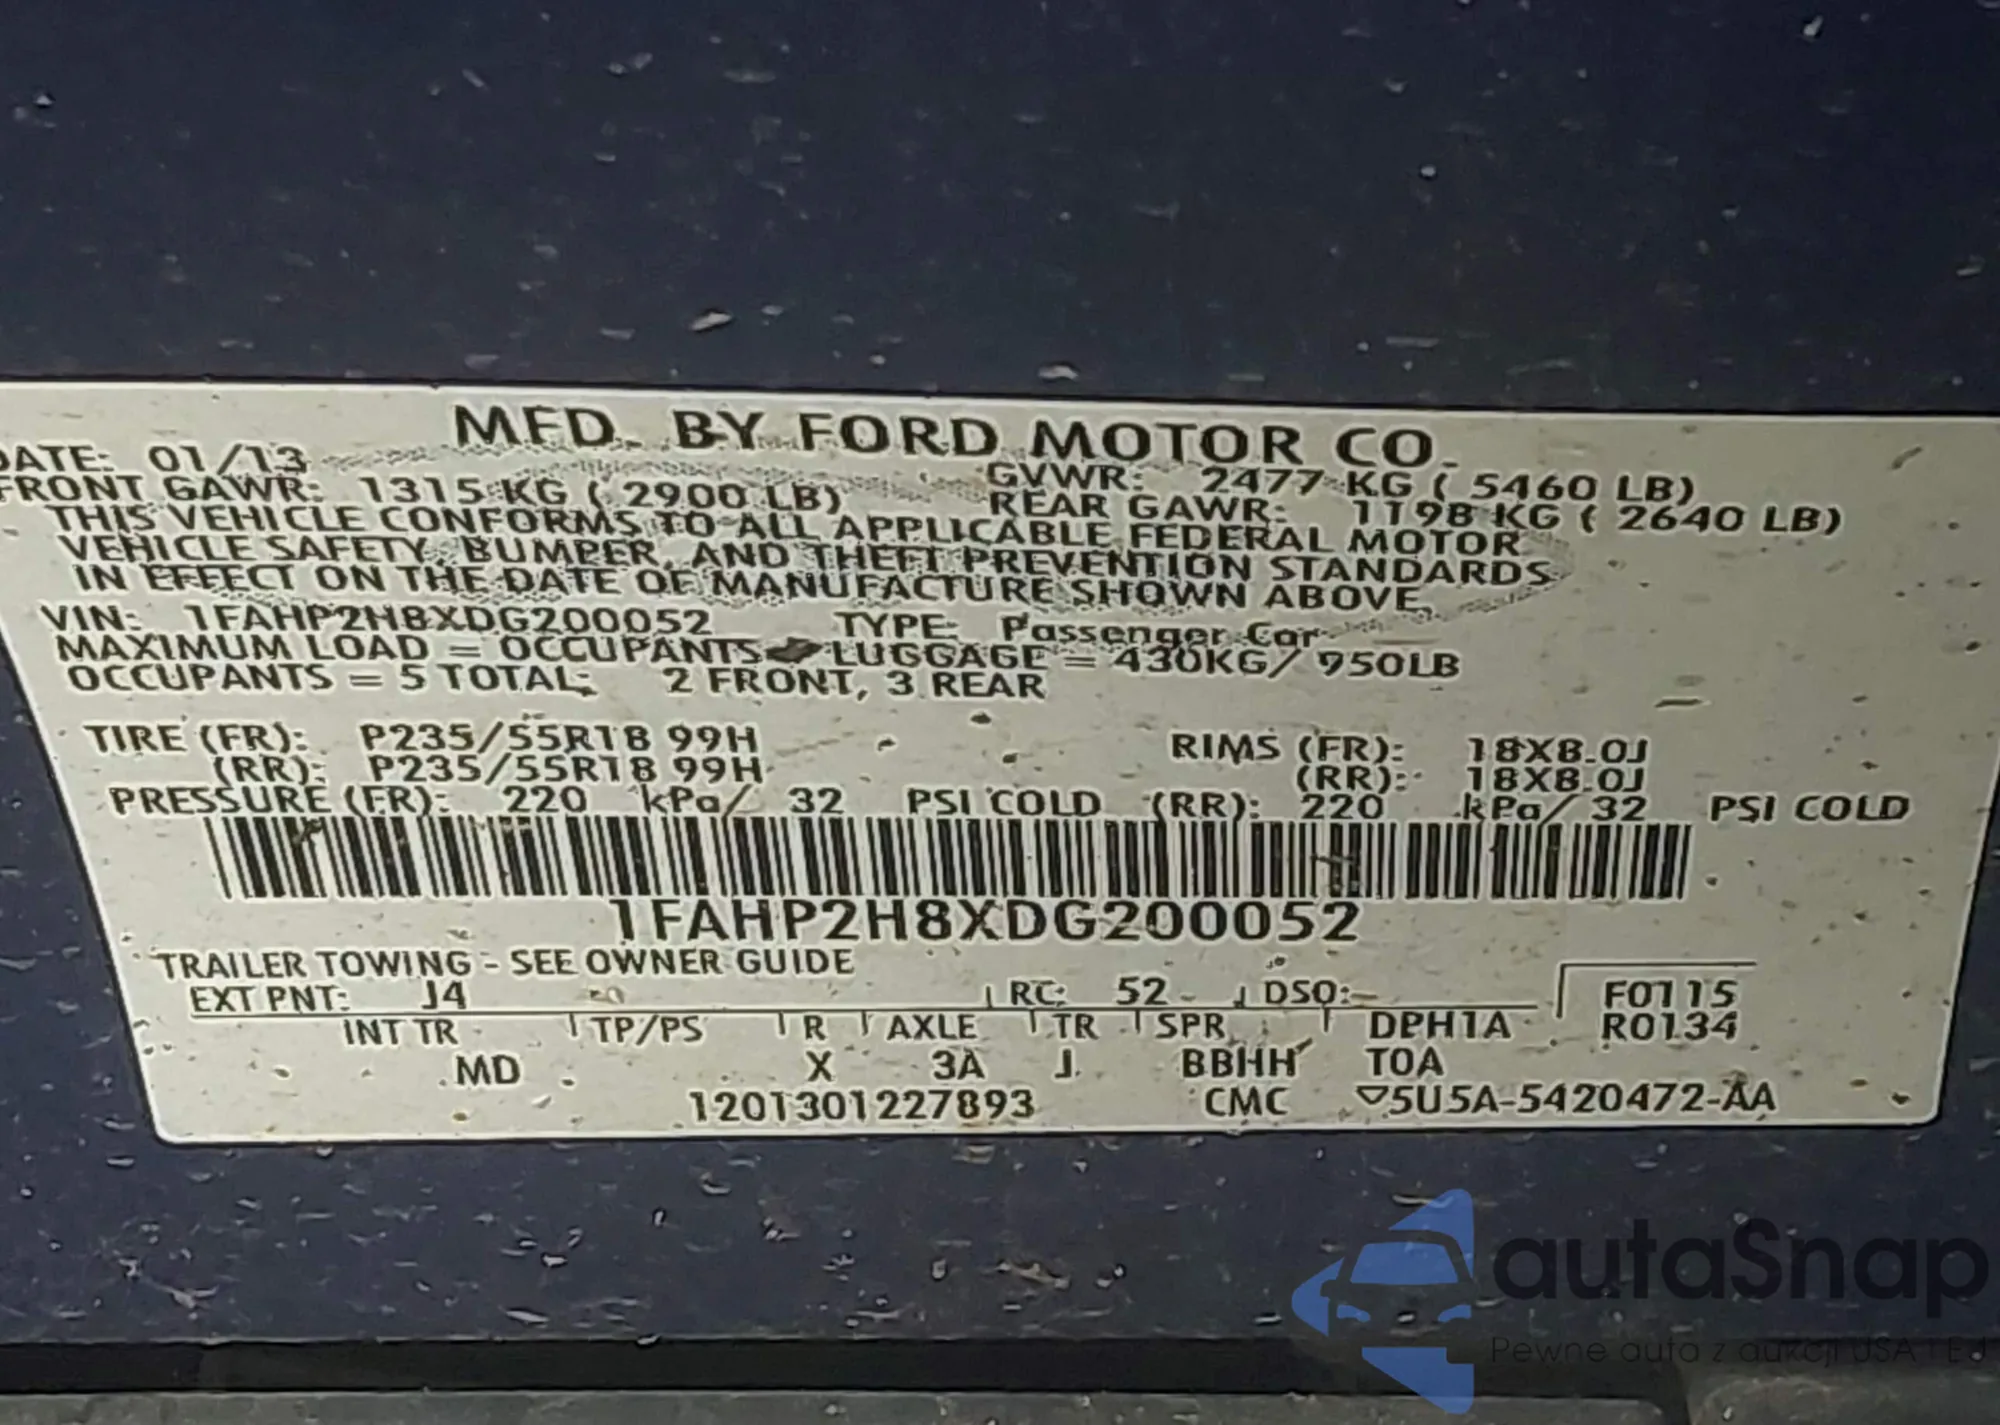 MFD. BY FORD MOTOR CO.
DATE: 01/13 GVWR: 2477 KG ( 5460 LB)
FRONT GAWR: 1315 KG ( 2900 LB) REAR GAWR: 1198 KG ( 2640 LB)
THIS VEHICLE CONFORMS TO ALL APPLICABLE FEDERAL MOTOR
VEHICLE SAFETY, BUMPER, AND THEFT PREVENTION STANDARDS
IN EFFECT ON THE DATE OF MANUFACTURE SHOWN ABOVE.
VIN: 1FAHP2H8XDG200052 TYPE: Passenger Car
MAXIMUM LOAD = OCCUPANTS LUGGAGE = 430KG/ 950LB
OCCUPANTS = 5 TOTAL: 2 FRONT, 3 REAR
TIRE (FR): P235/55R18 99H RIMS (FR): 18X8.0J
(RR): P235/55R18 99H (RR): 18X8.0J
PRESSURE (FR): 220 kPa/ 32 PSI COLD (RR): 220 kPa/ 32 PSI COLD
1FAHP2H8XDG200052
TRAILER TOWING - SEE OWNER GUIDE
EXT PNT: J4 RC: 52 DSO: F0115
INT TR TP/PS R AXLE TR SPR DPH1A R0134
MD X 3A J BBHH TOA
1201301227893 CMC ▽5U5A-5420472-AA
autaSnap
Pewne auta z aukcji USA i EU